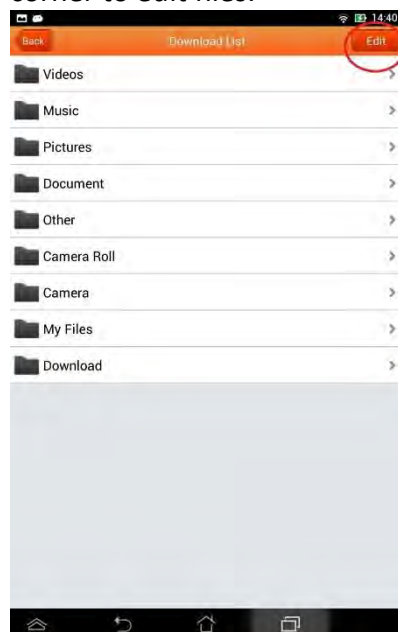 corner to edit files.
14:40
Back Download List Edit
Videos
Music
Pictures
Document
Other
Camera Roll
Camera
My Files
Download